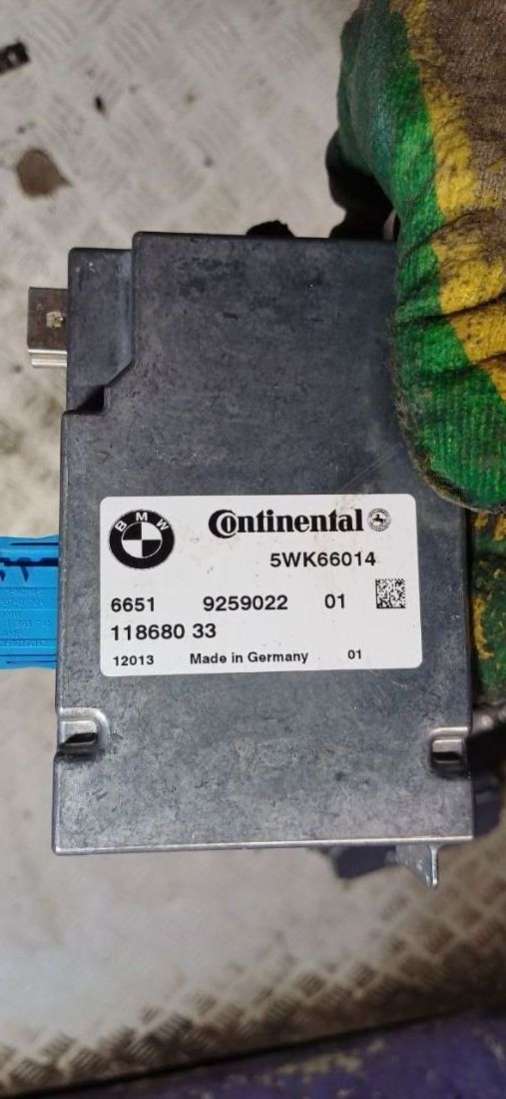 BMW Continental
5WK66014
6651 9259022 01
118680 33
12013 Made in Germany 01